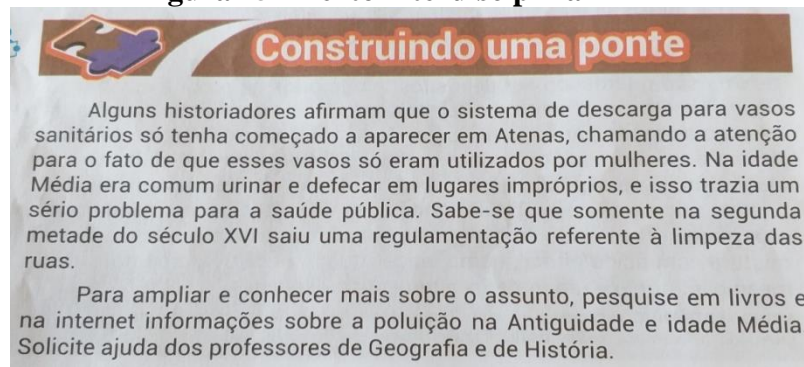 Construindo uma ponte
Alguns historiadores afirmam que o sistema de descarga para vasos
sanitários só tenha começado a aparecer em Atenas, chamando a atenção
para o fato de que esses vasos só eram utilizados por mulheres. Na idade
Média era comum urinar e defecar em lugares impróprios, e isso trazia um
sério problema para a saúde pública. Sabe-se que somente na segunda
metade do século XVI saiu uma regulamentação referente à limpeza das
ruas.
Para ampliar e conhecer mais sobre o assunto, pesquise em livros e
na internet informações sobre a poluição na Antiguidade e idade Média
Solicite ajuda dos professores de Geografia e de História.